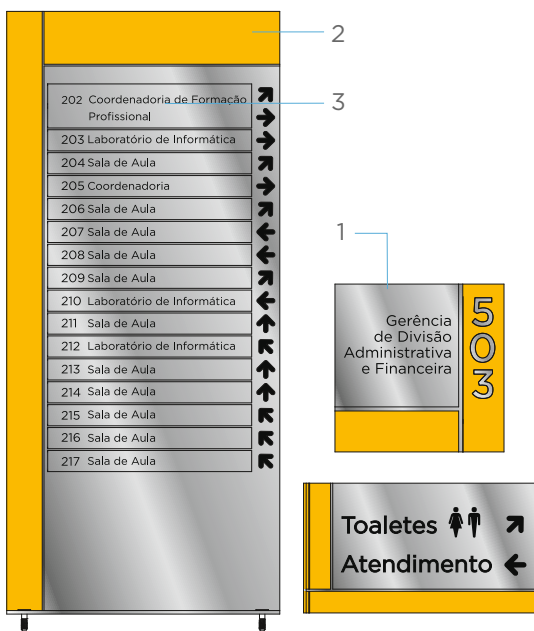 2
3
202 Coordenadoria de Formação
Profissional
203 Laboratório de Informática
204 Sala de Aula
205 Coordenadoria
206 Sala de Aula
207 Sala de Aula
208 Sala de Aula
209 Sala de Aula
210 Laboratório de Informática
211 Sala de Aula
212 Laboratório de Informática
213 Sala de Aula
214 Sala de Aula
215 Sala de Aula
216 Sala de Aula
217 Sala de Aula
1
Gerência
de Divisão
Administrativa
e Financeira
503
Toaletes
Atendimento